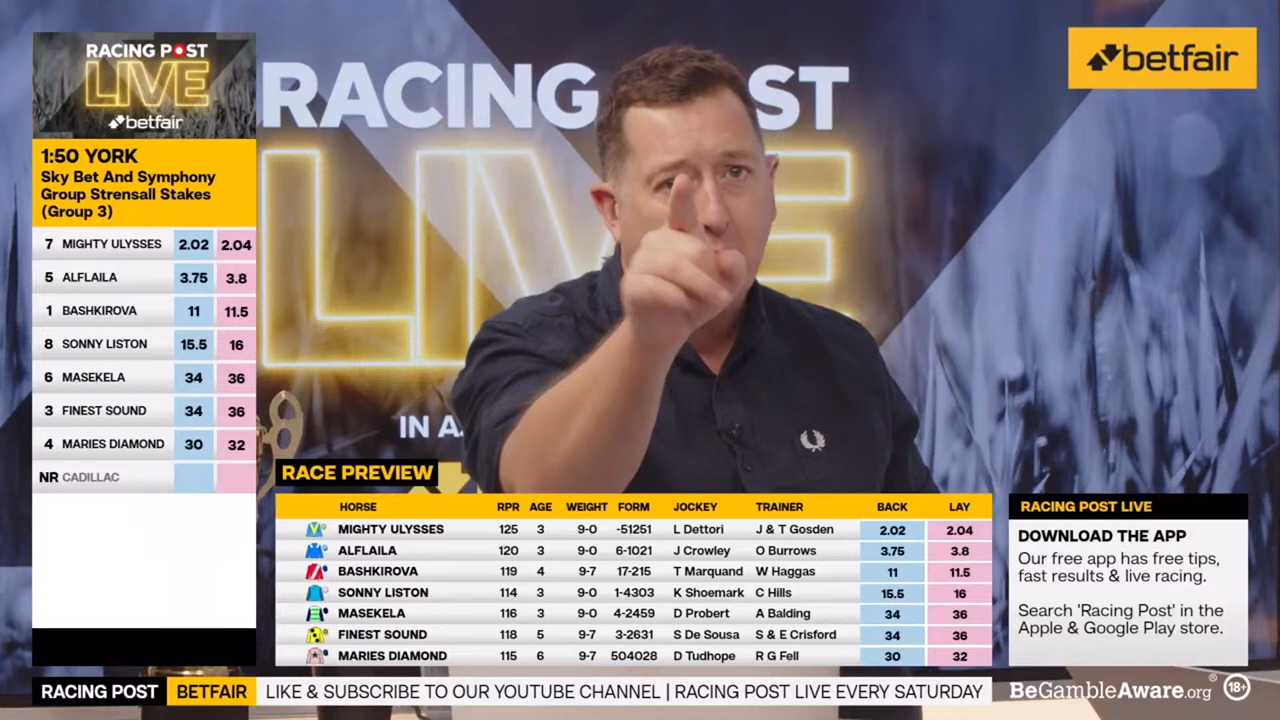 RACING POST
LIVE
betfair
1:50 YORK
Sky Bet And Symphony
Group Strensall Stakes
(Group 3)
7 MIGHTY ULYSSES 2.02 2.04
5 ALFLAILA 3.75 3.8
1 BASHKIROVA 11 11.5
8 SONNY LISTON 15.5 16
6 MASEKELA 34 36
3 FINEST SOUND 34 36
4 MARIES DIAMOND 30 32
NR CADILLAC
RACING ST
LIVE
IN A
betfair
RACE PREVIEW
HORSE RPR AGE WEIGHT FORM JOCKEY TRAINER BACK LAY
MIGHTY ULYSSES 125 3 9-0 -51251 L Dettori J & T Gosden 2.02 2.04
ALFLAILA 120 3 9-0 6-1021 J Crowley O Burrows 3.75 3.8
BASHKIROVA 119 4 9-7 17-215 T Marquand W Haggas 11 11.5
SONNY LISTON 114 3 9-0 1-4303 K Shoemark C Hills 15.5 16
MASEKELA 116 3 9-0 4-2459 D Probert A Balding 34 36
FINEST SOUND 118 5 9-7 3-2631 S De Sousa S & E Crisford 34 36
MARIES DIAMOND 115 6 9-7 504028 D Tudhope R G Fell 30 32
RACING POST LIVE
DOWNLOAD THE APP
Our free app has free tips,
fast results & live racing.
Search 'Racing Post' in the
Apple & Google Play store.
RACING POST BETFAIR LIKE & SUBSCRIBE TO OUR YOUTUBE CHANNEL | RACING POST LIVE EVERY SATURDAY
BeGambleAware.org® 18+